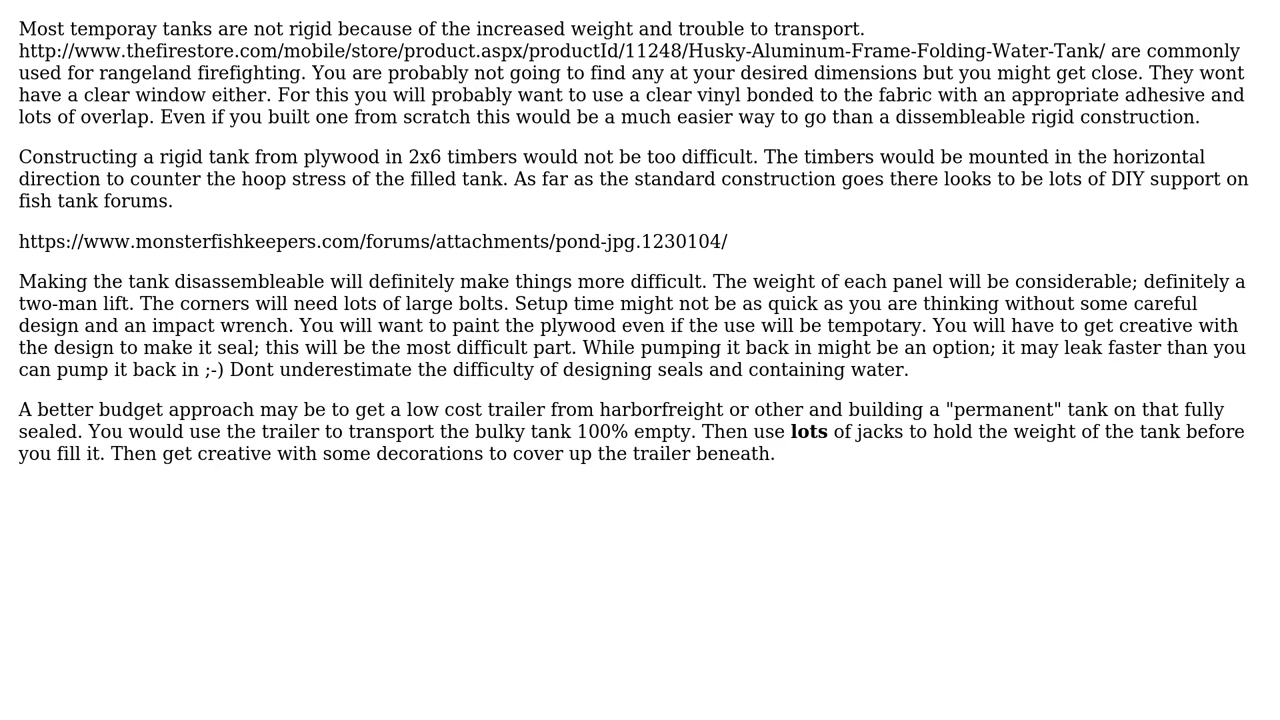 Most temporay tanks are not rigid because of the increased weight and trouble to transport.
http://www.thefirestore.com/mobile/store/product.aspx/productId/11248/Husky-Aluminum-Frame-Folding-Water-Tank/ are commonly
used for rangeland firefighting. You are probably not going to find any at your desired dimensions but you might get close. They wont
have a clear window either. For this you will probably want to use a clear vinyl bonded to the fabric with an appropriate adhesive and
lots of overlap. Even if you built one from scratch this would be a much easier way to go than a dissembleable rigid construction.
Constructing a rigid tank from plywood in 2x6 timbers would not be too difficult. The timbers would be mounted in the horizontal
direction to counter the hoop stress of the filled tank. As far as the standard construction goes there looks to be lots of DIY support on
fish tank forums.
https://www.monsterfishkeepers.com/forums/attachments/pond-jpg.1230104/
Making the tank disassembleable will definitely make things more difficult. The weight of each panel will be considerable; definitely a
two-man lift. The corners will need lots of large bolts. Setup time might not be as quick as you are thinking without some careful
design and an impact wrench. You will want to paint the plywood even if the use will be tempotary. You will have to get creative with
the design to make it seal; this will be the most difficult part. While pumping it back in might be an option; it may leak faster than you
can pump it back in ;-) Dont underestimate the difficulty of designing seals and containing water.
A better budget approach may be to get a low cost trailer from harborfreight or other and building a "permanent" tank on that fully
sealed. You would use the trailer to transport the bulky tank 100% empty. Then use lots of jacks to hold the weight of the tank before
you fill it. Then get creative with some decorations to cover up the trailer beneath.